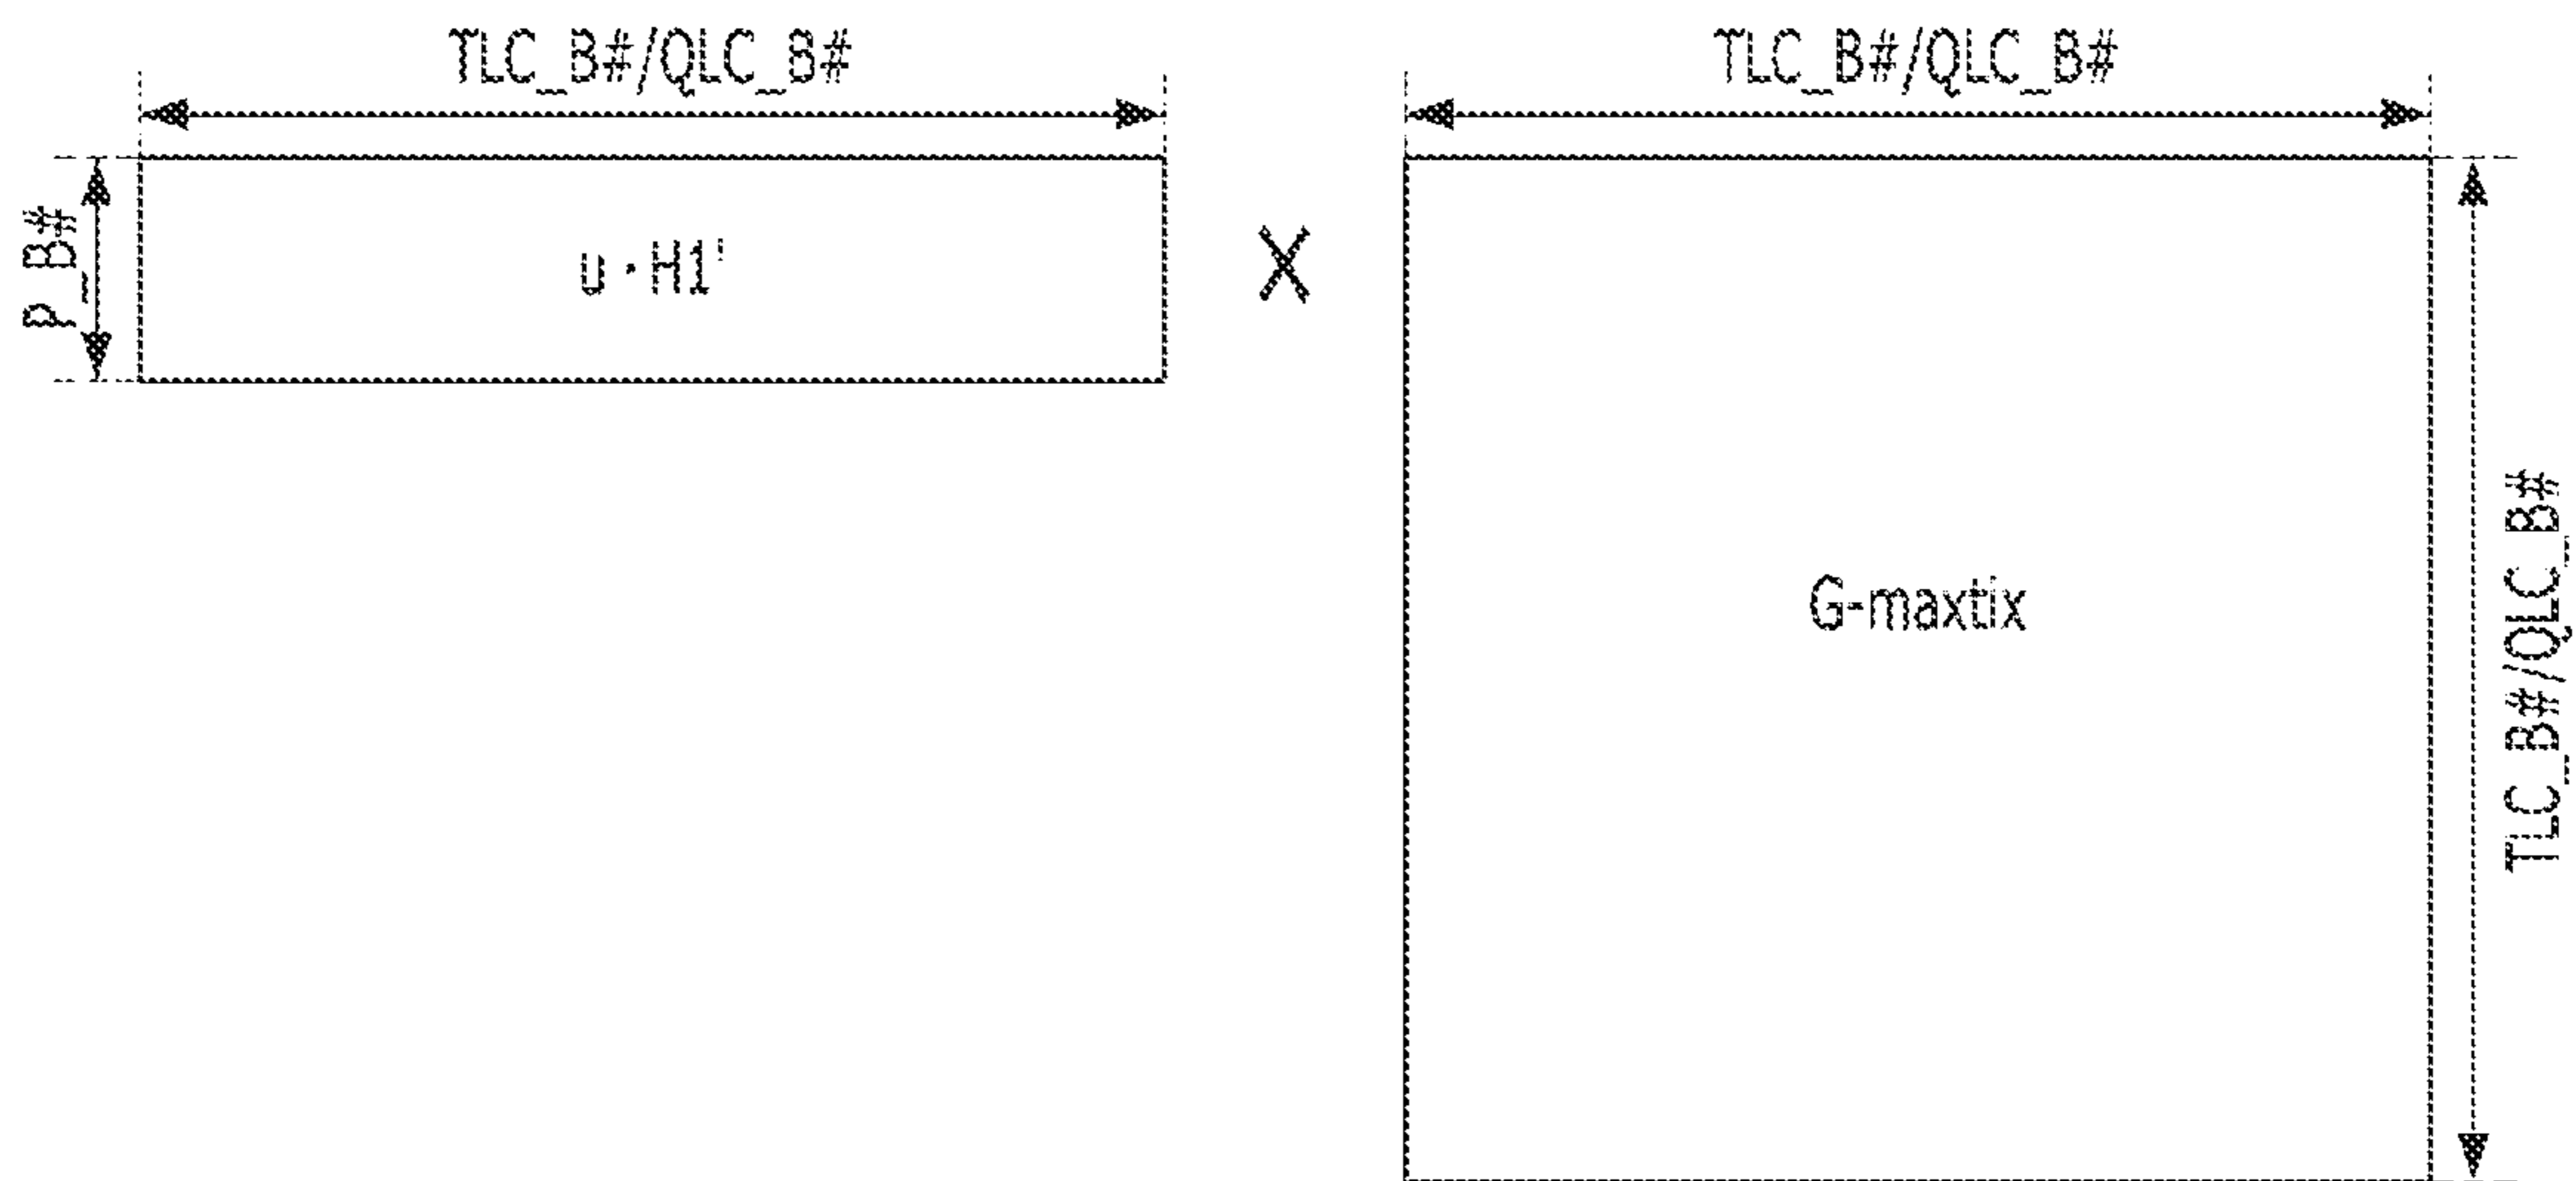 TLC_B#/QLC_B#
TLC_B#/QLC_B#
P_B#
u · H1'
X
G-maxtix
TLC_B#/QLC_B#